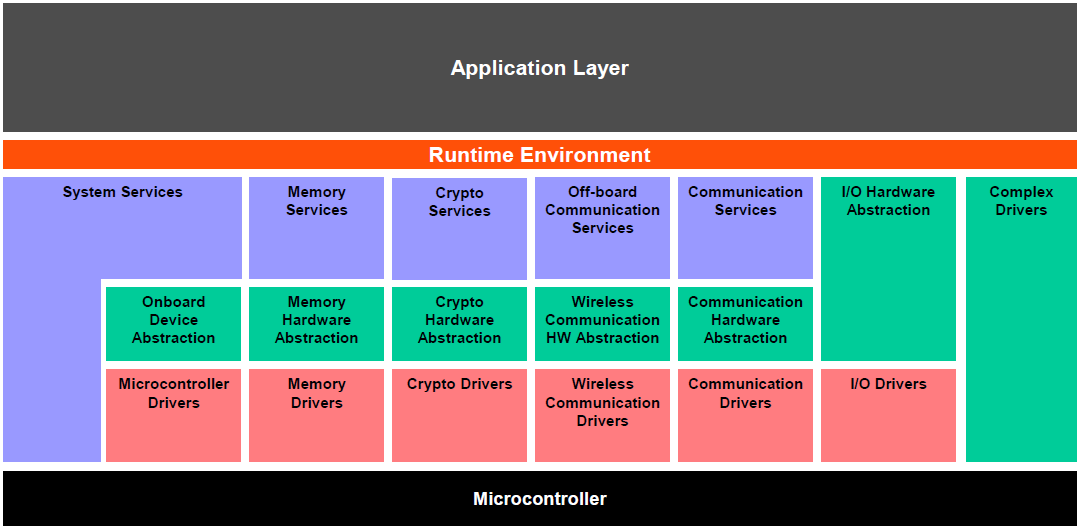 Application Layer
Runtime Environment
System Services
Memory
Services
Crypto
Services
Off-board
Communication
Services
Communication
Services
I/O Hardware
Abstraction
Complex
Drivers
Onboard
Device
Abstraction
Memory
Hardware
Abstraction
Crypto
Hardware
Abstraction
Wireless
Communication
HW Abstraction
Communication
Hardware
Abstraction
Microcontroller
Drivers
Memory
Drivers
Crypto Drivers
Wireless
Communication
Drivers
Communication
Drivers
I/O Drivers
Microcontroller